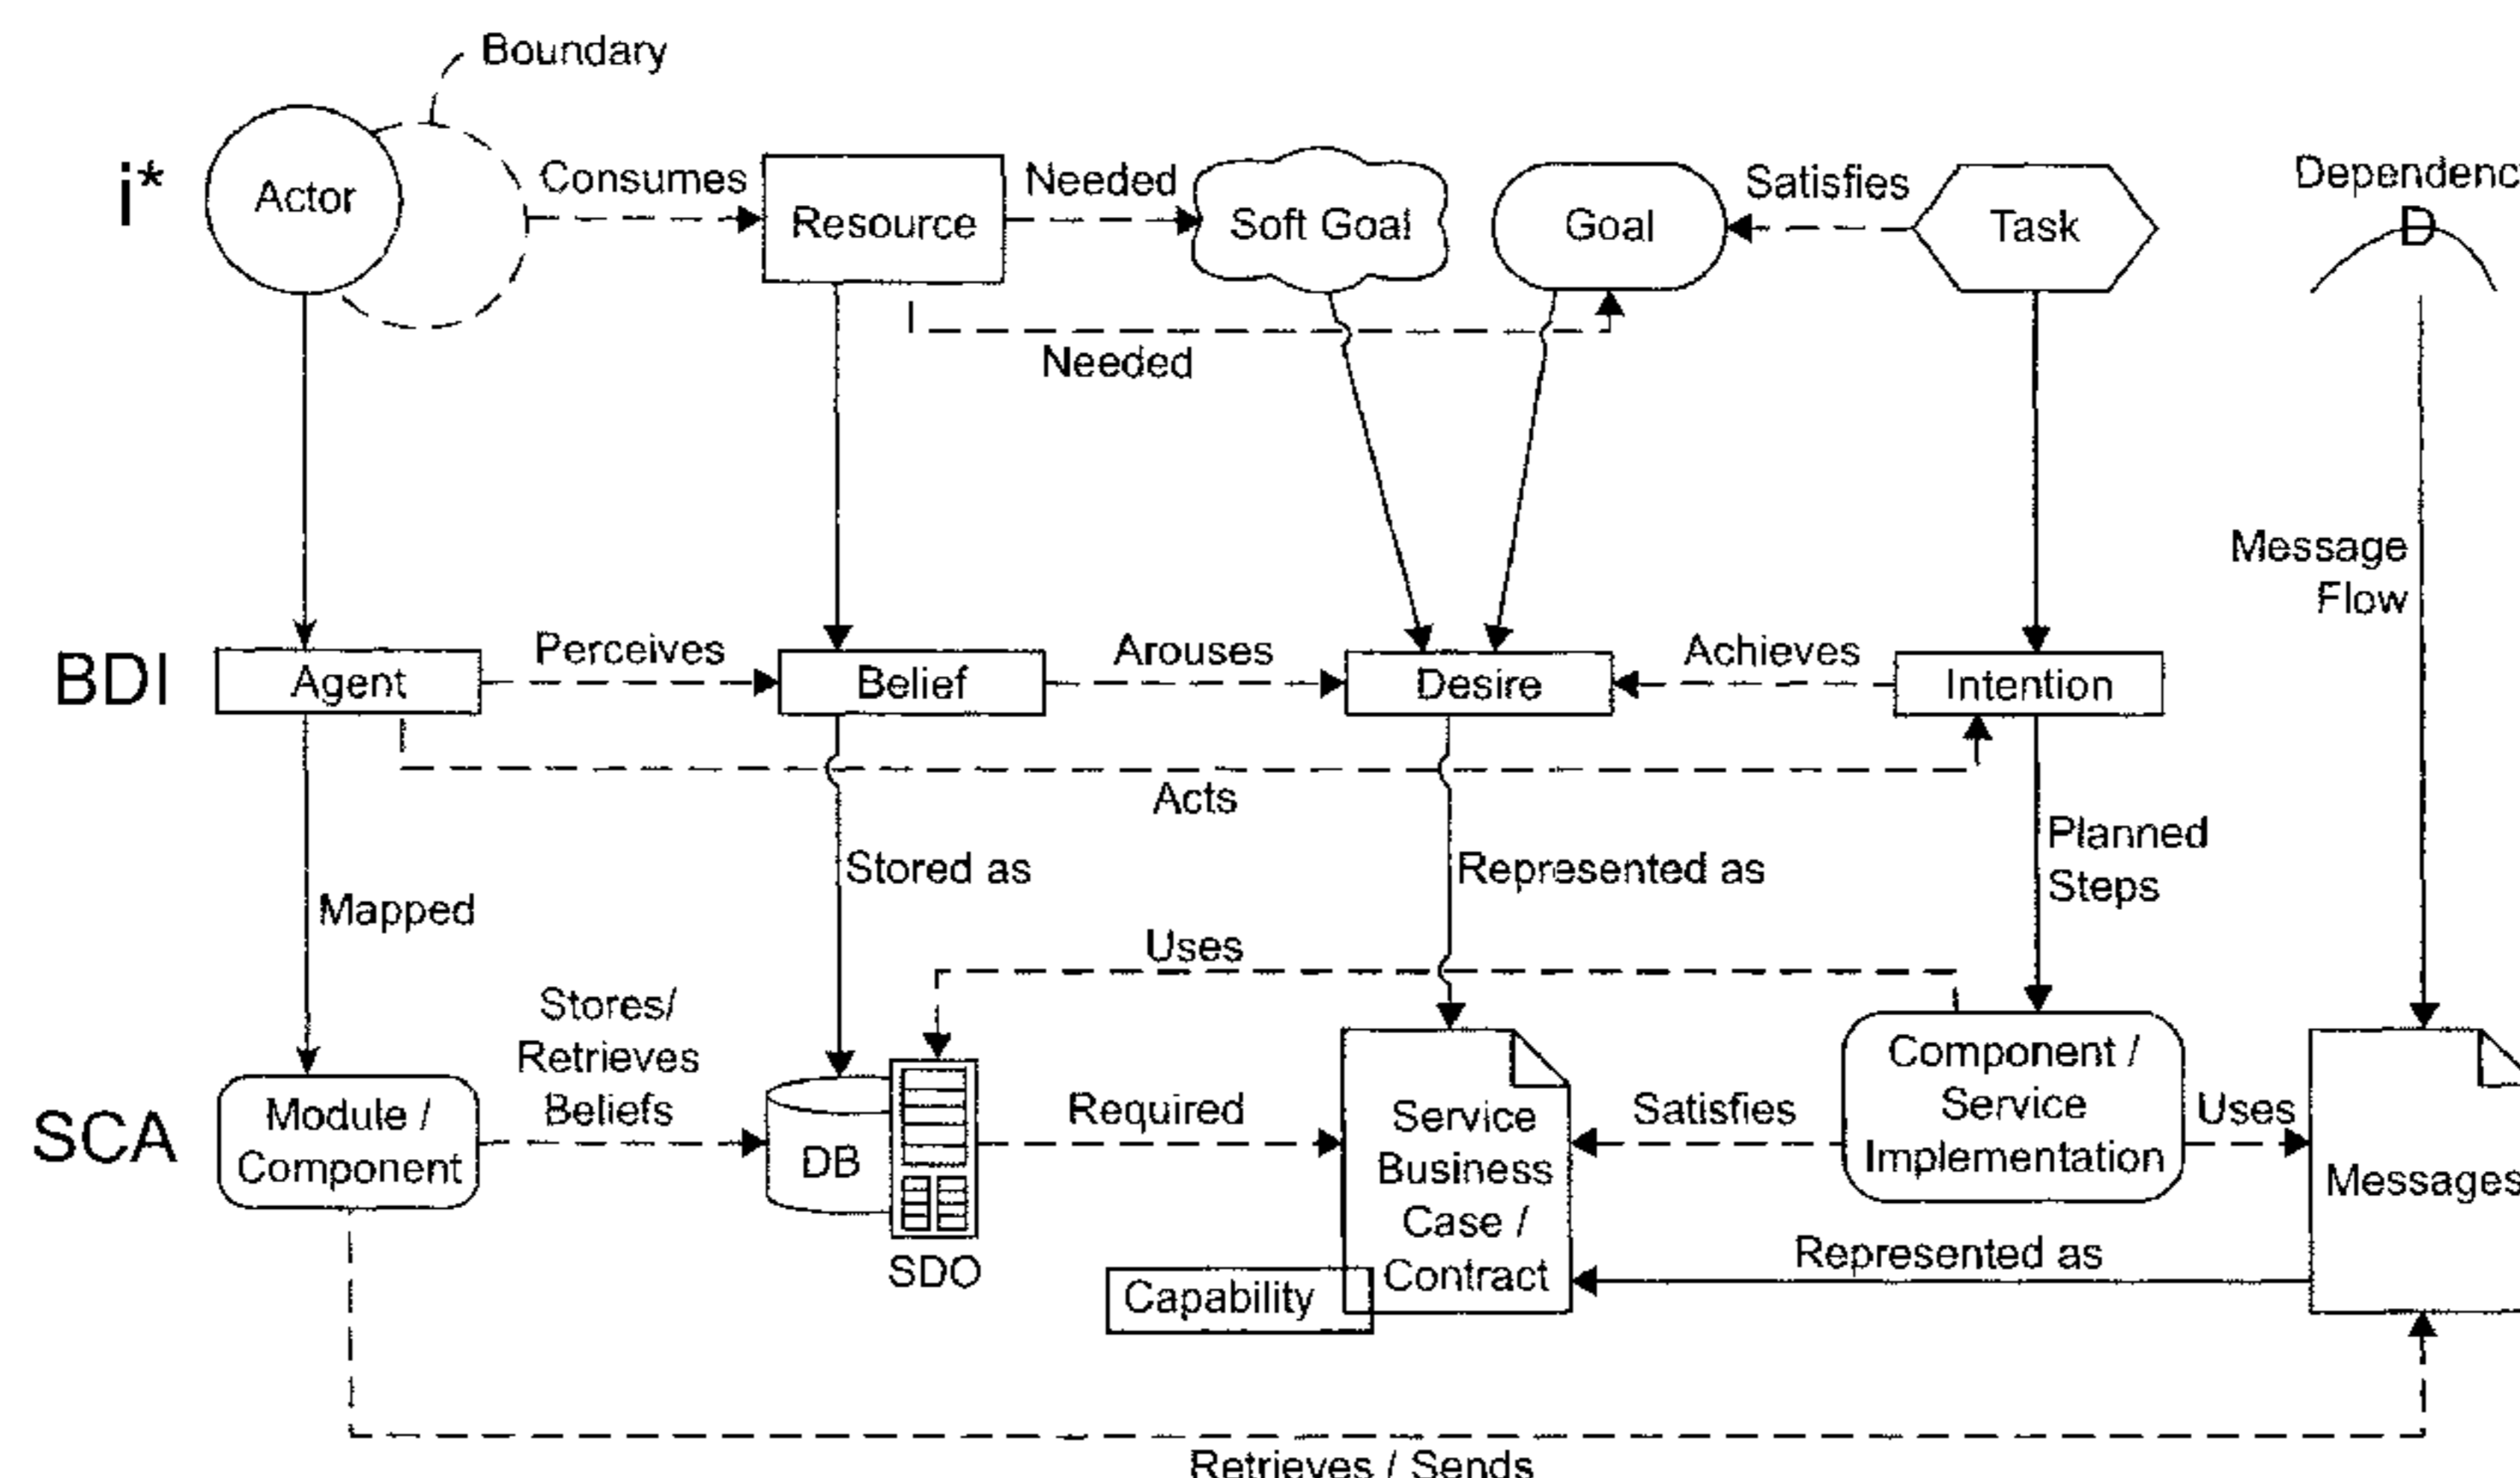 Boundary
i*
Actor
Consumes
Resource
Needed
Soft Goal
Goal
Satisfies
Task
Dependenc
D
Needed
Message
Flow
BDI
Agent
Perceives
Belief
Arouses
Desire
Achieves
Intention
Acts
Mapped
Stored as
Represented as
Planned
Steps
Uses
SCA
Module /
Component
Stores/
Retrieves
Beliefs
DB
SDO
Required
Service
Business
Case /
Contract
Capability
Satisfies
Component /
Service
Implementation
Uses
Messages
Represented as
Retrieves / Sends